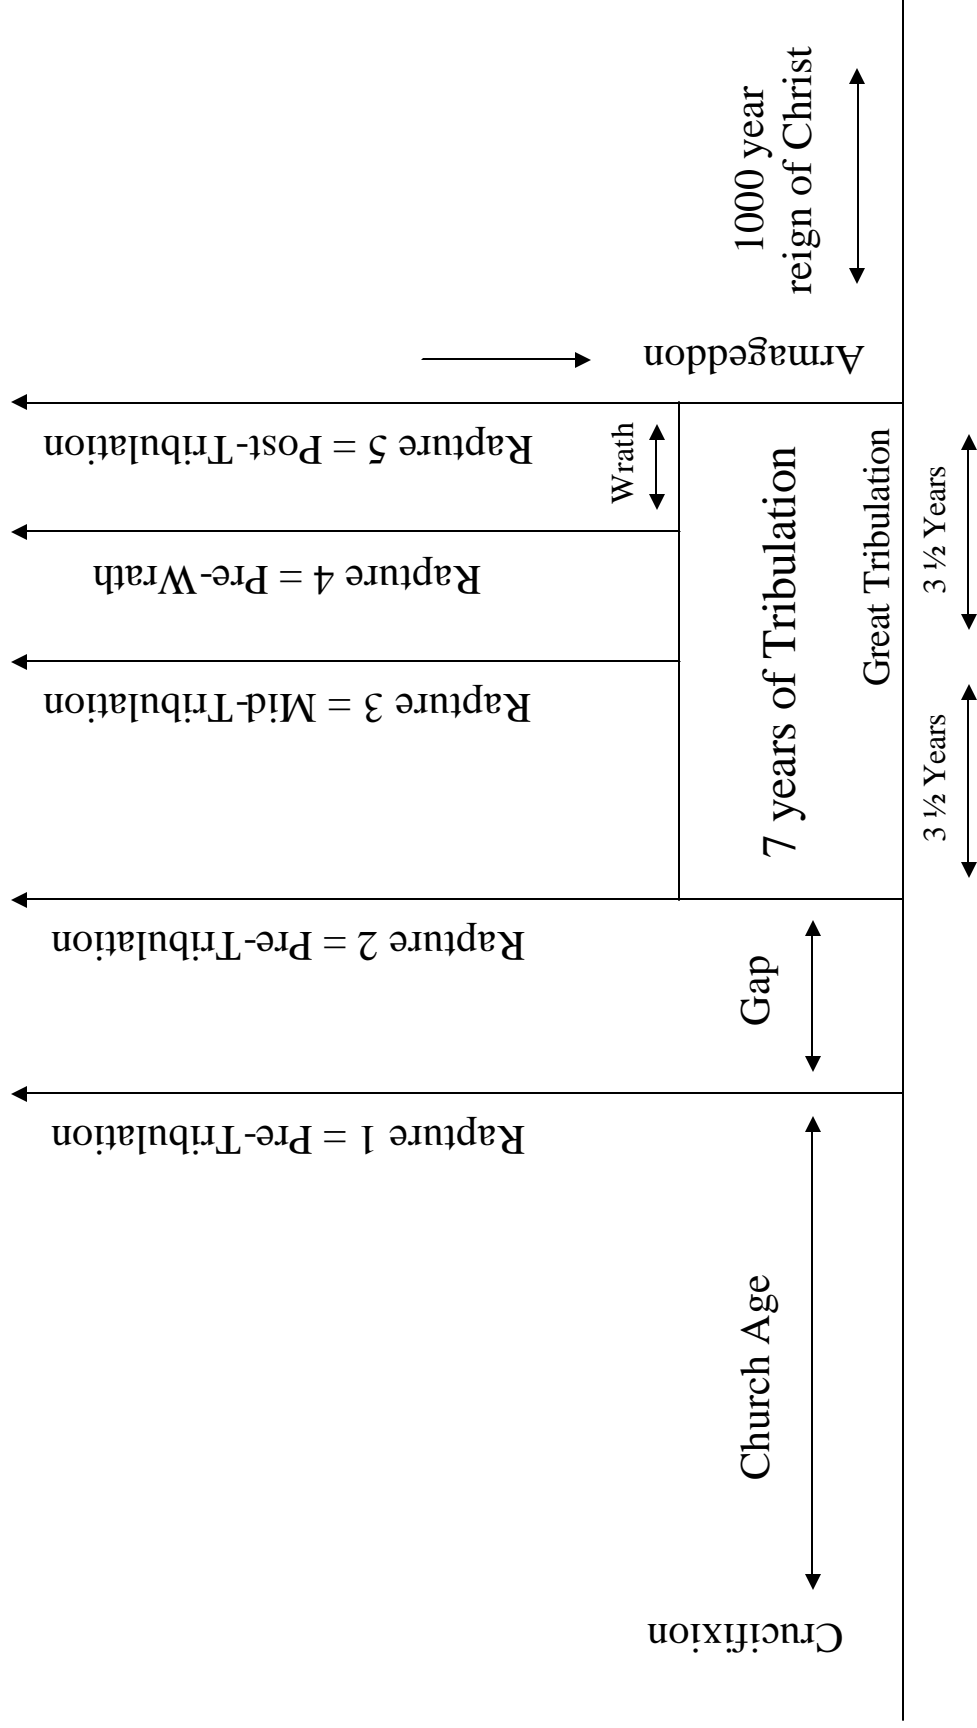 Crucifixion
Church Age
Rapture 1 = Pre-Tribulation
Gap
Rapture 2 = Pre-Tribulation
Rapture 3 = Mid-Tribulation
Rapture 4 = Pre-Wrath
Rapture 5 = Post-Tribulation
Wrath
7 years of Tribulation
Great Tribulation
3 ½ Years
3 ½ Years
Armageddon
1000 year
reign of Christ